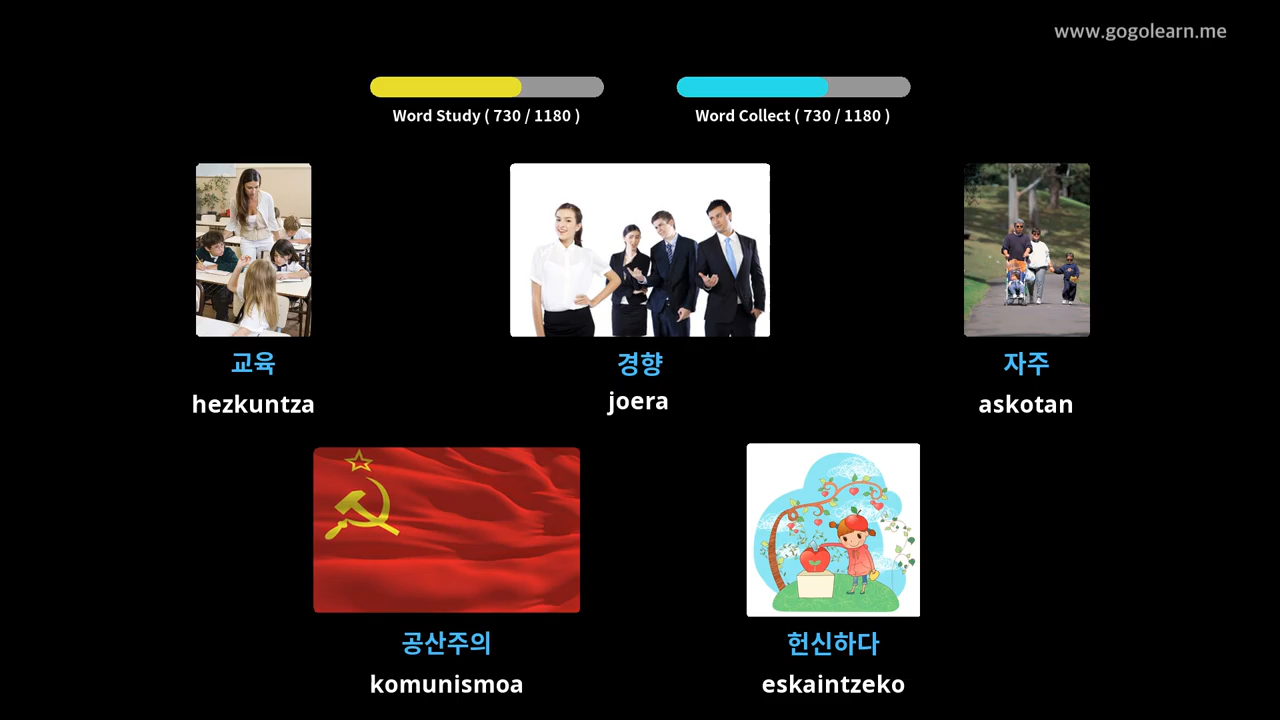 www.gogolearn.me
Word Study ( 730 / 1180 )
Word Collect ( 730 / 1180 )
교육
hezkuntza
경향
joera
자주
askotan
공산주의
komunismoa
헌신하다
eskaintzeko